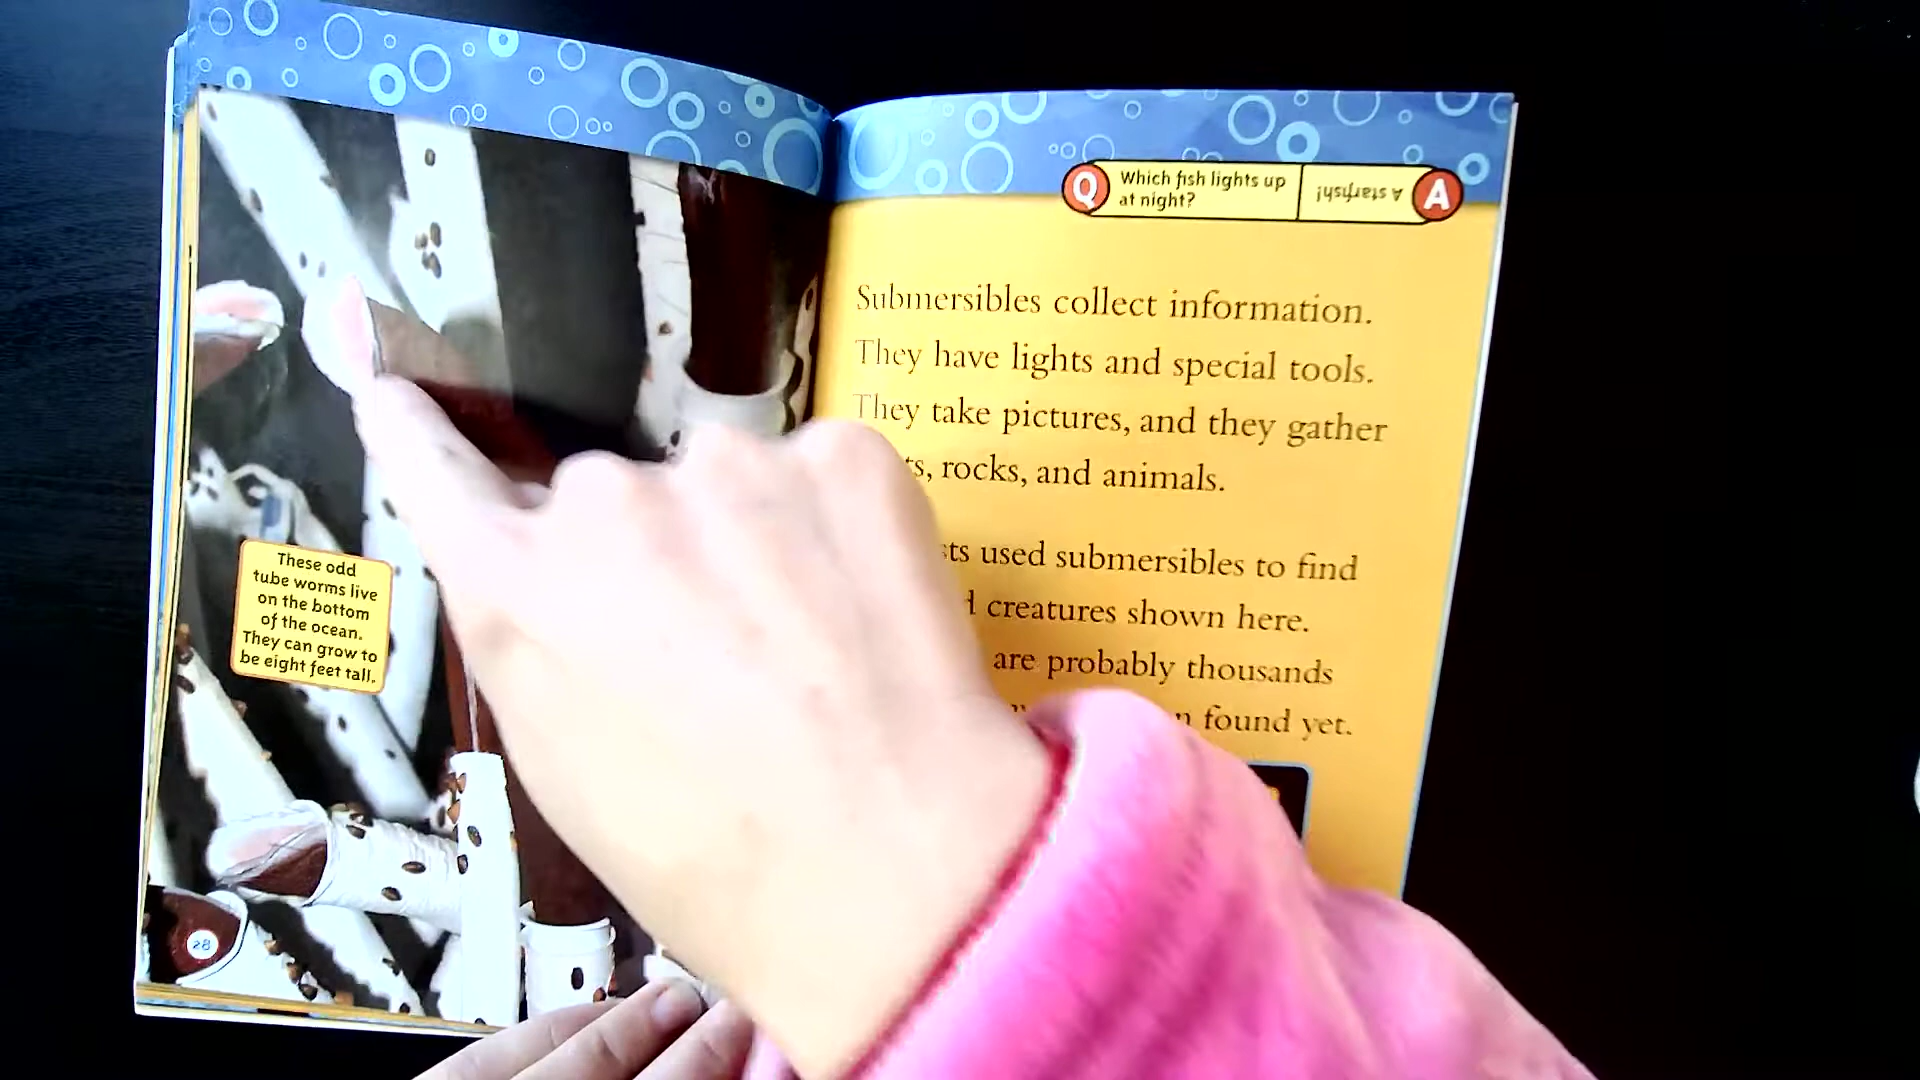 Q
Which fish lights up
at night?
A starfish!
A
Submersibles collect information.
They have lights and special tools.
They take pictures, and they gather
rocks, and animals.
used submersibles to find
creatures shown here.
are probably thousands
found yet.
These odd
tube worms live
on the bottom
of the ocean.
They can grow to
be eight feet tall.
28